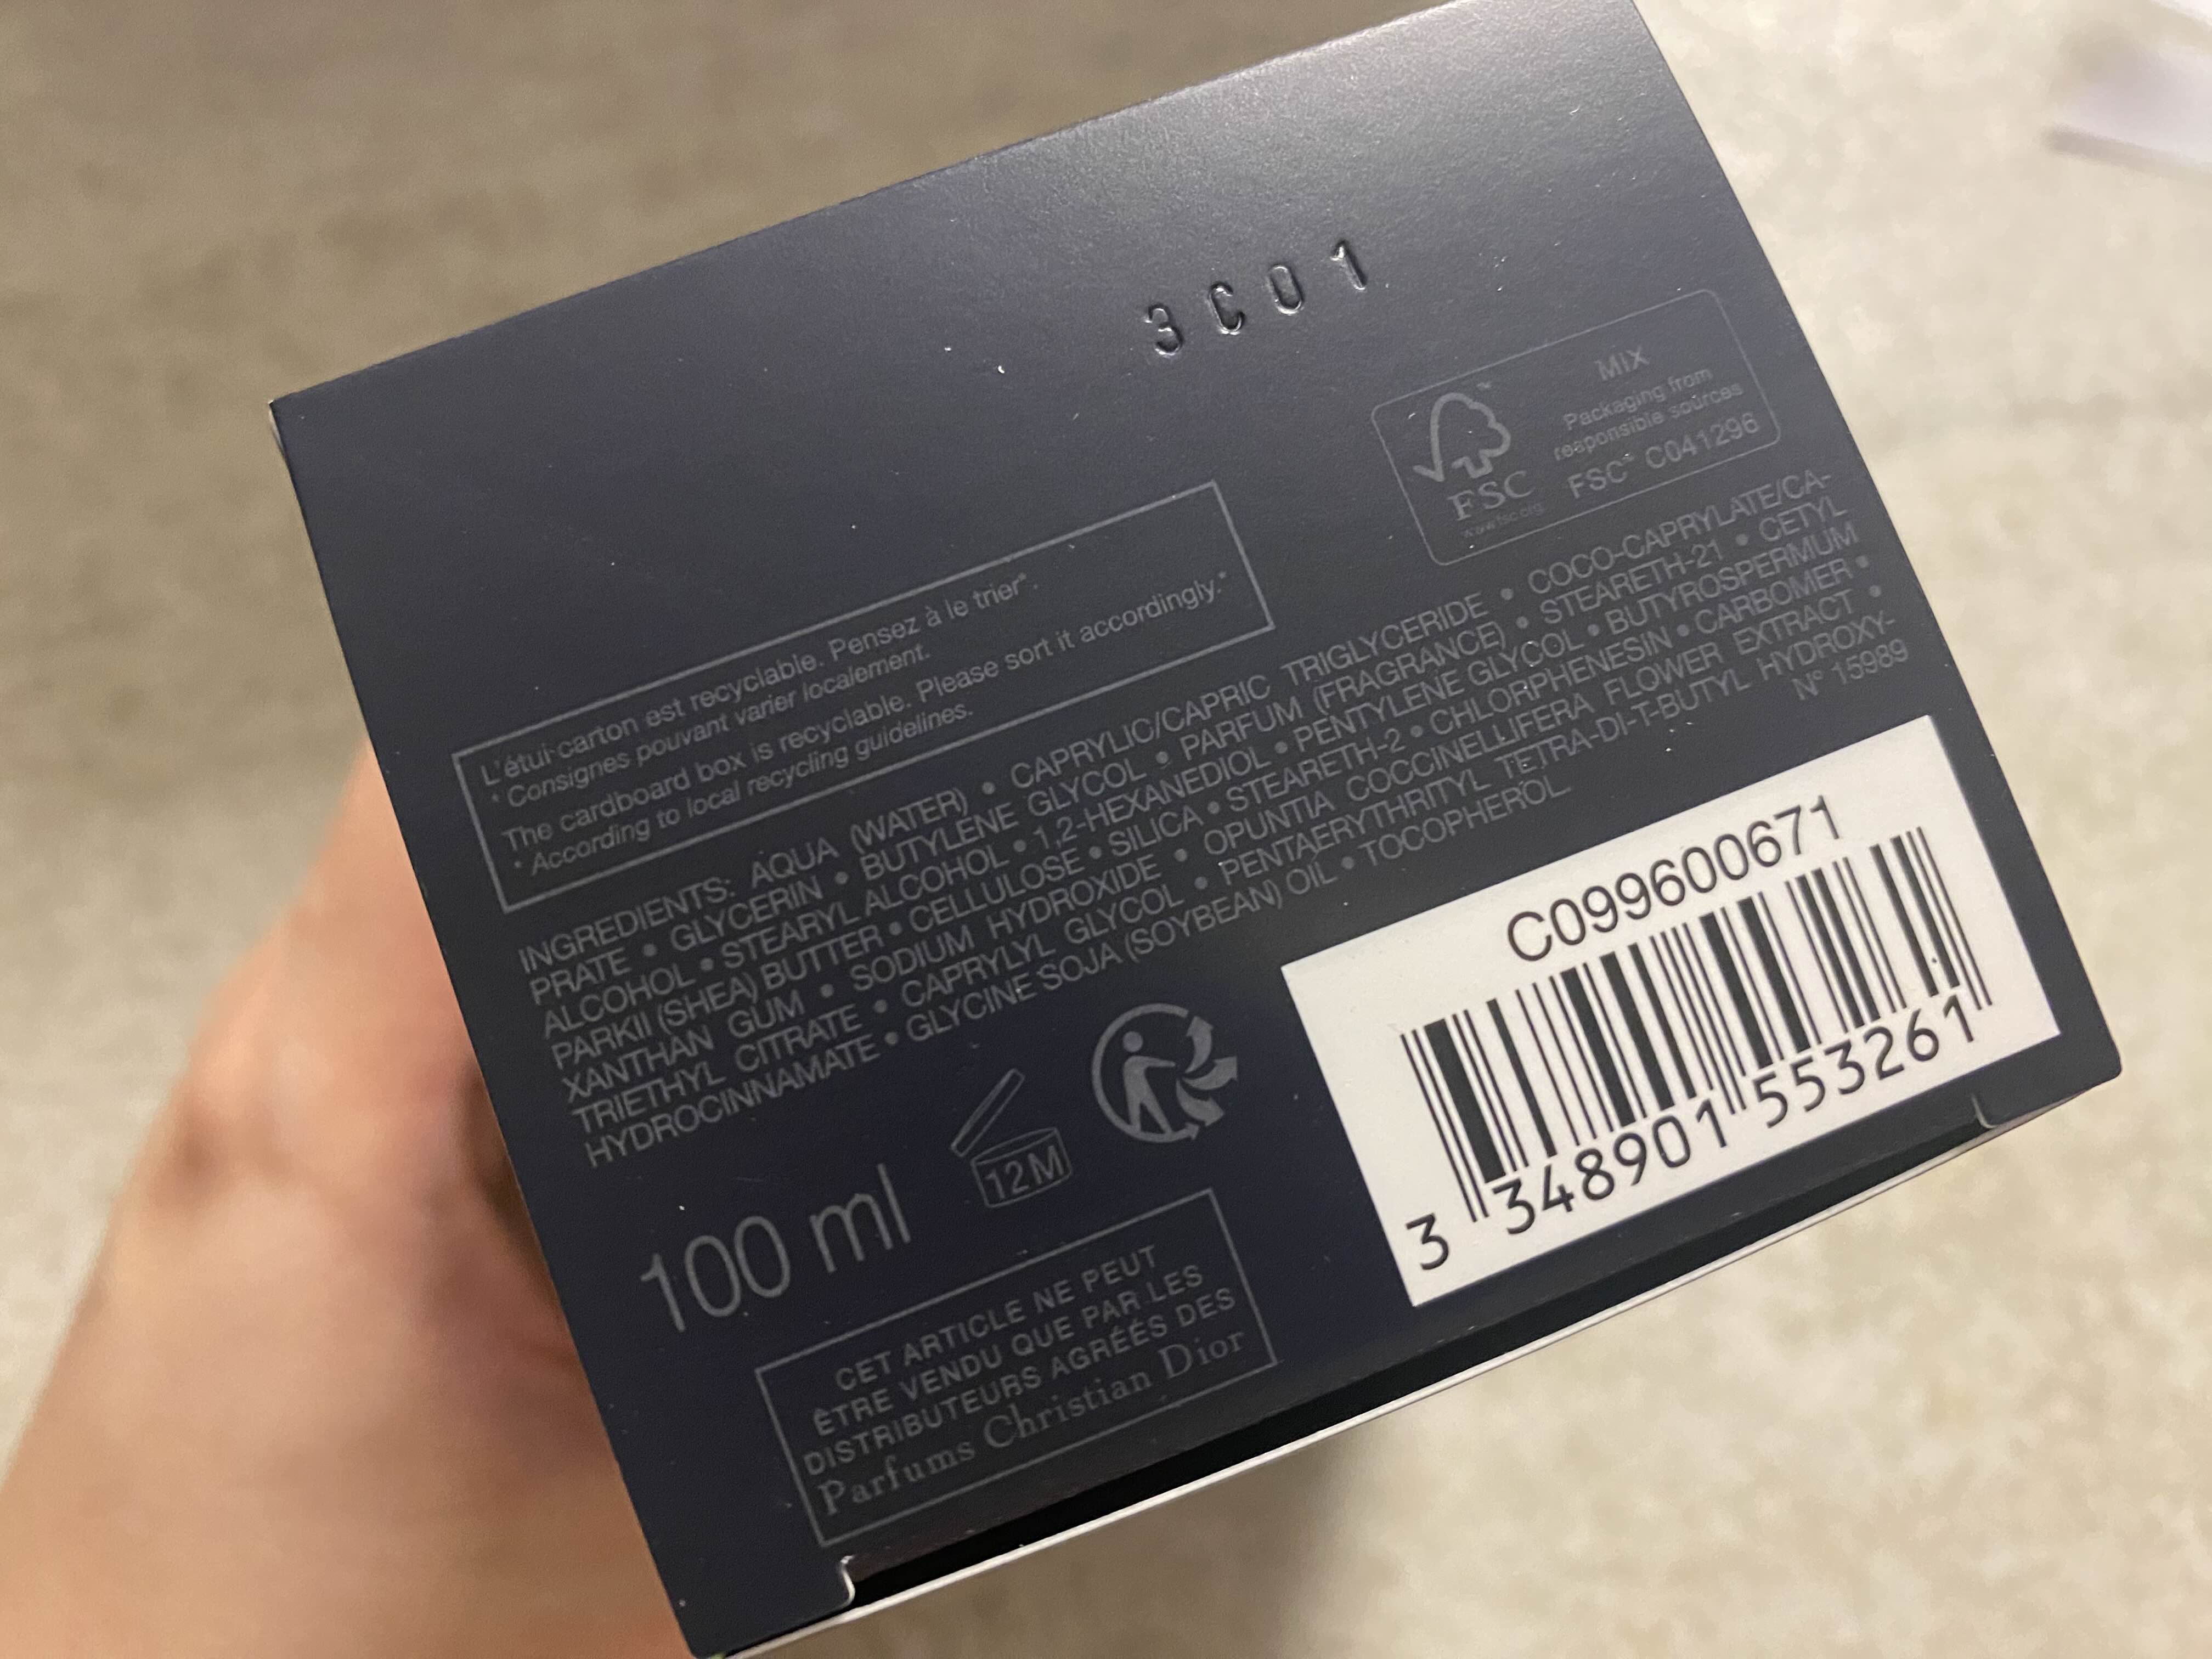 3C01
MIX
Packaging from
responsible sources
FSC™ C041296
FSC
www.fsc.org
L'étui-carton est recyclable. Pensez à le trier*.
* Consignes pouvant varier localement.
The cardboard box is recyclable. Please sort it accordingly.*
* According to local recycling guidelines.
INGREDIENTS: AQUA (WATER) • CAPRYLIC/CAPRIC TRIGLYCERIDE • COCO-CAPRYLATE/CA-
PRATE • GLYCERIN • BUTYLENE GLYCOL • PARFUM (FRAGRANCE) • STEARETH-21 • CETYL
ALCOHOL • STEARYL ALCOHOL • 1,2-HEXANEDIOL • PENTYLENE GLYCOL • BUTYROSPERMUM
PARKII (SHEA) BUTTER • CELLULOSE • SILICA • STEARETH-2 • CHLORPHENESIN • CARBOMER •
XANTHAN GUM • SODIUM HYDROXIDE • OPUNTIA COCCINELLIFERA FLOWER EXTRACT •
TRIETHYL CITRATE • CAPRYLYL GLYCOL • PENTAERYTHRITYL TETRA-DI-T-BUTYL HYDROXY-
HYDROCINNAMATE • GLYCINE SOJA (SOYBEAN) OIL • TOCOPHEROL.
N° 15989
C099600671
3 348901 553261
12M
100 ml
CET ARTICLE NE PEUT
ÊTRE VENDU QUE PAR LES
DISTRIBUTEURS AGRÉÉS DES
Parfums Christian Dior